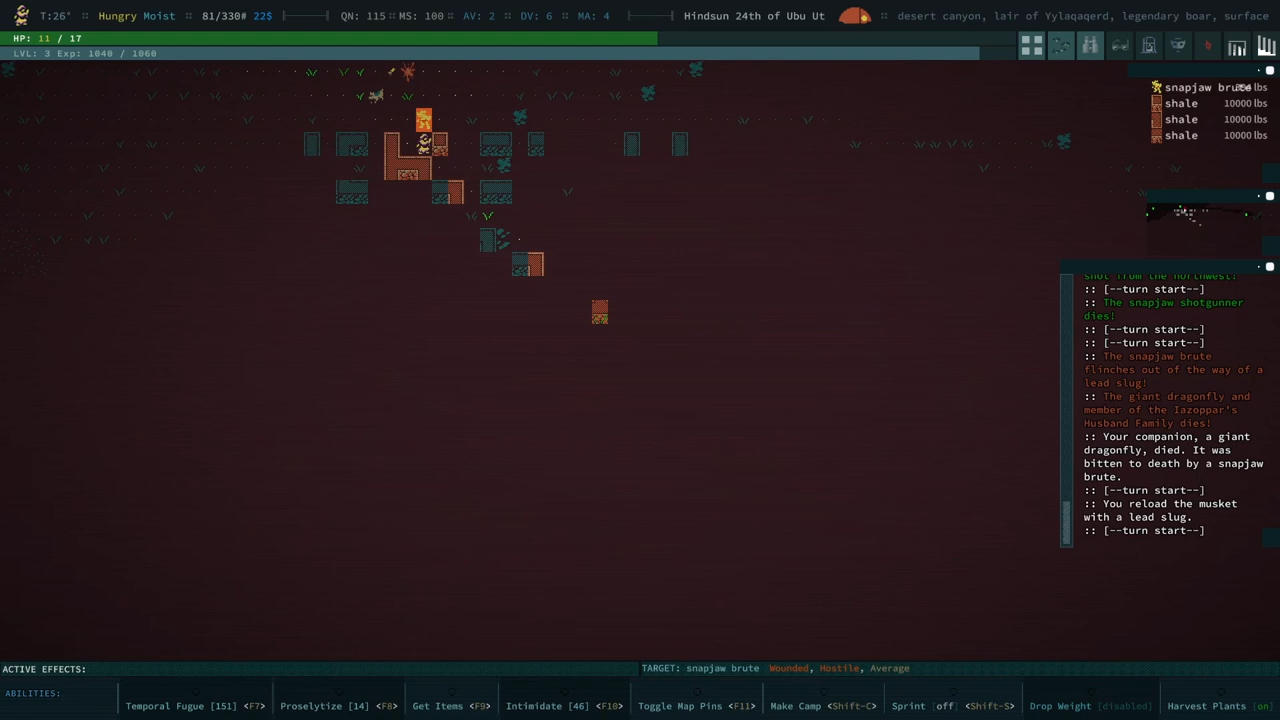 T:26° :: Hungry Moist :: 81/330# 22$ QN: 115 :: MS: 100 :: AV: 2 :: DV: 6 :: MA: 4 Hindsun 24th of Ubu Ut :: desert canyon, lair of Yylaqaqerd, legendary boar, surface
HP: 11 / 17
LVL: 3 Exp: 1040 / 1060
snapjaw brute lbs
shale 10000 lbs
shale 10000 lbs
shale 10000 lbs
shot from the northwest!
:: [--turn start--]
:: The snapjaw shotgunner
dies!
:: [--turn start--]
:: [--turn start--]
:: The snapjaw brute
flinches out of the way of a
lead slug!
:: The giant dragonfly and
member of the Iazoppar's
Husband Family dies!
:: Your companion, a giant
dragonfly, died. It was
bitten to death by a snapjaw
brute.
:: [--turn start--]
:: You reload the musket
with a lead slug.
:: [--turn start--]
ACTIVE EFFECTS:
TARGET: snapjaw brute Wounded, Hostile, Average
ABILITIES: Temporal Fugue [151] <F7> Proselytize [14] <F8> Get Items <F9> Intimidate [46] <F10> Toggle Map Pins <F11> Make Camp <Shift-C> Sprint [off] <Shift-S> Drop Weight [disabled] Harvest Plants [on]